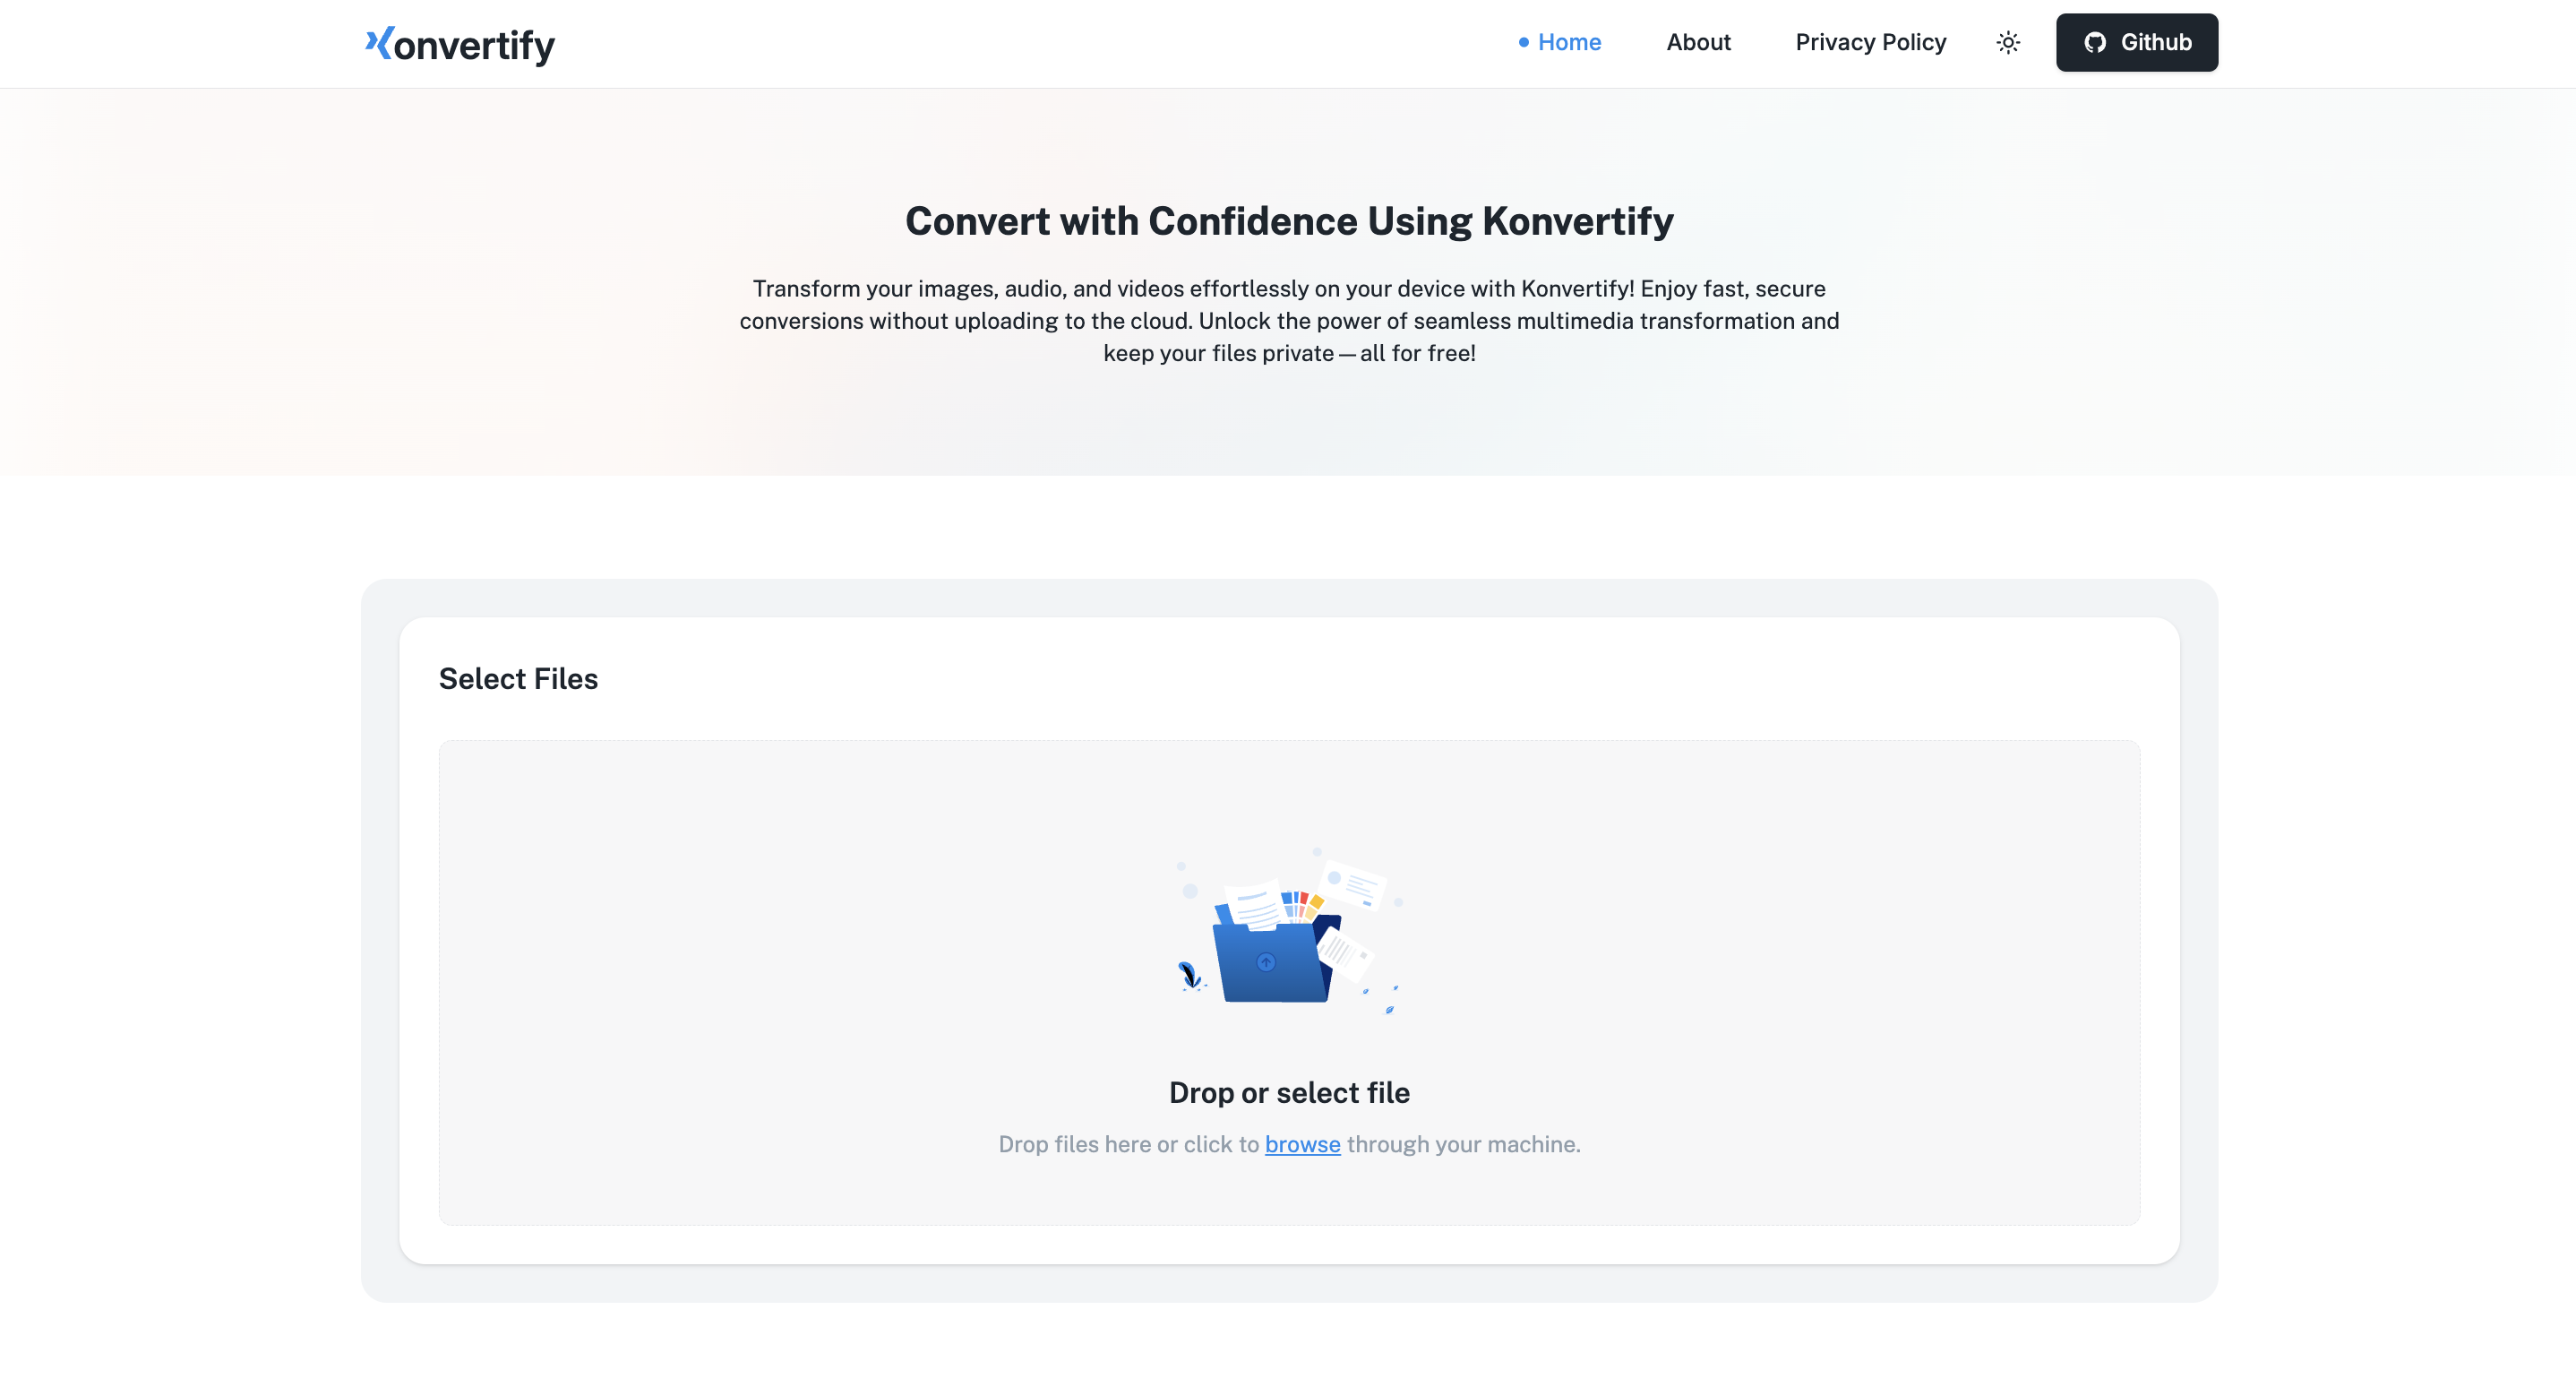 Konvertify
Home
About
Privacy Policy
Github
Convert with Confidence Using Konvertify
Transform your images, audio, and videos effortlessly on your device with Konvertify! Enjoy fast, secure
conversions without uploading to the cloud. Unlock the power of seamless multimedia transformation and
keep your files private — all for free!
Select Files
Drop or select file
Drop files here or click to browse through your machine.